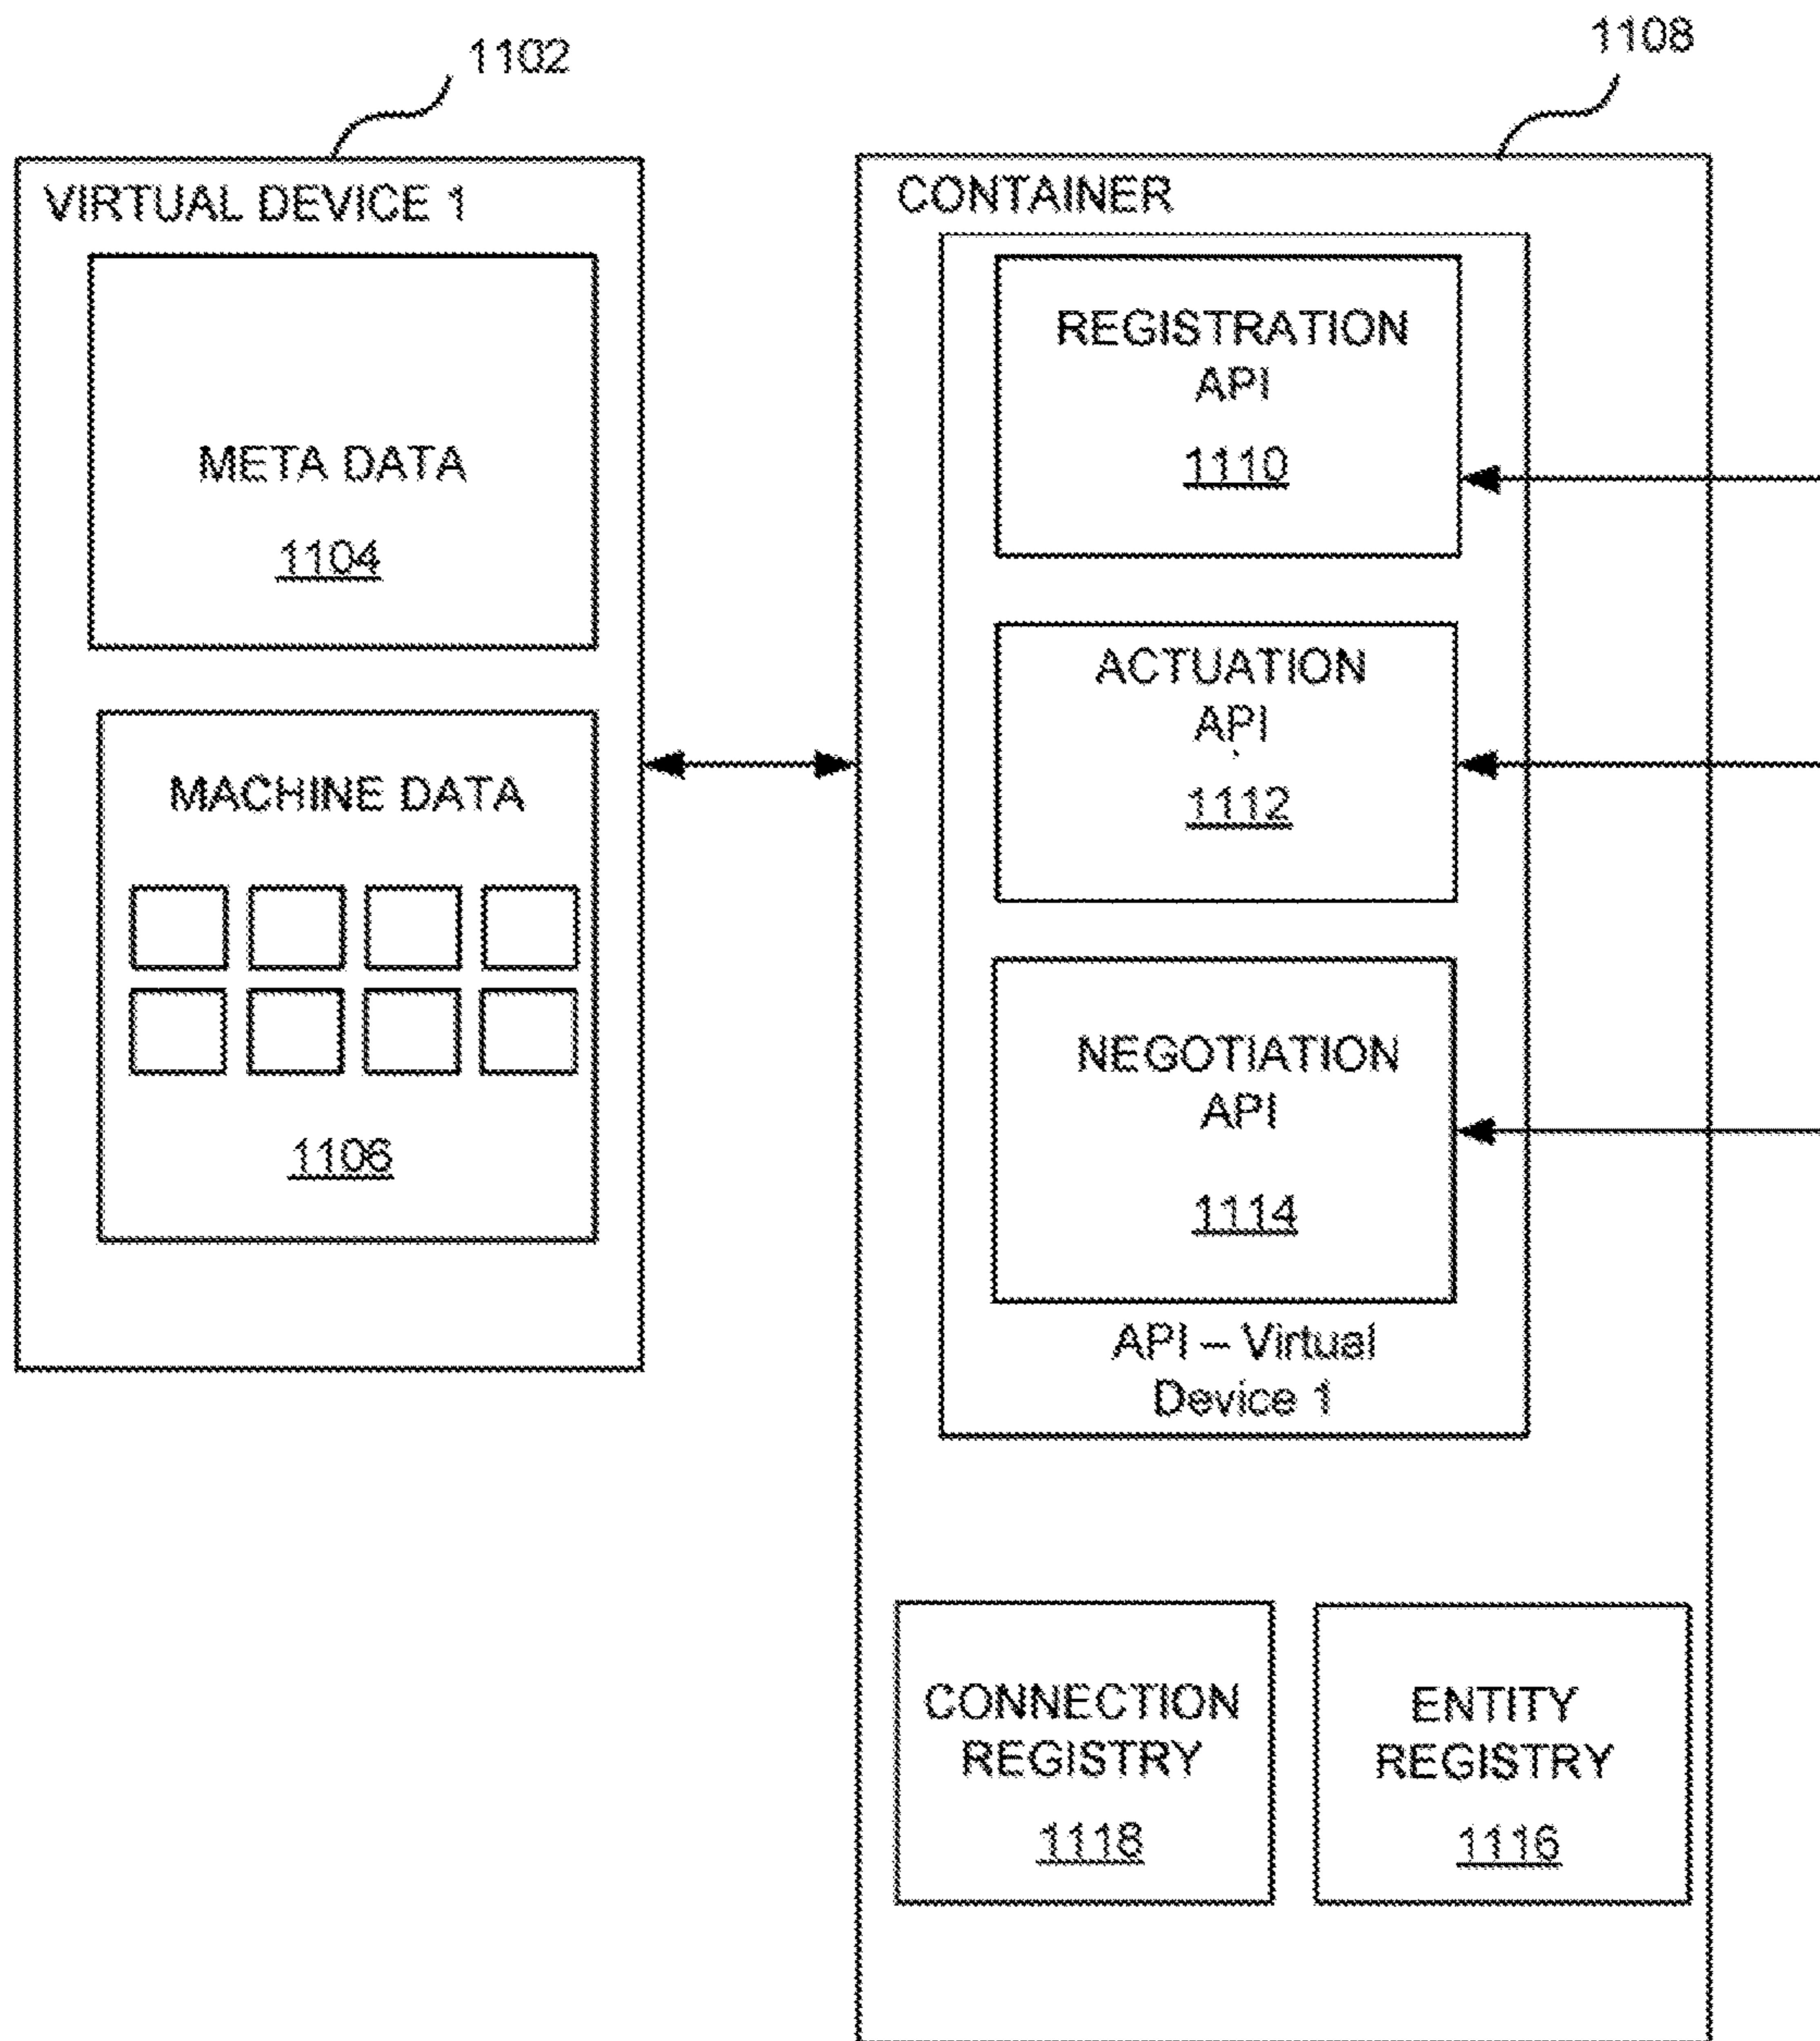 1102
1108
VIRTUAL DEVICE 1
META DATA
1104
MACHINE DATA
1106
CONTAINER
REGISTRATION
API
1110
ACTUATION
API
1112
NEGOTIATION
API
1114
API – Virtual
Device 1
CONNECTION
REGISTRY
1118
ENTITY
REGISTRY
1116